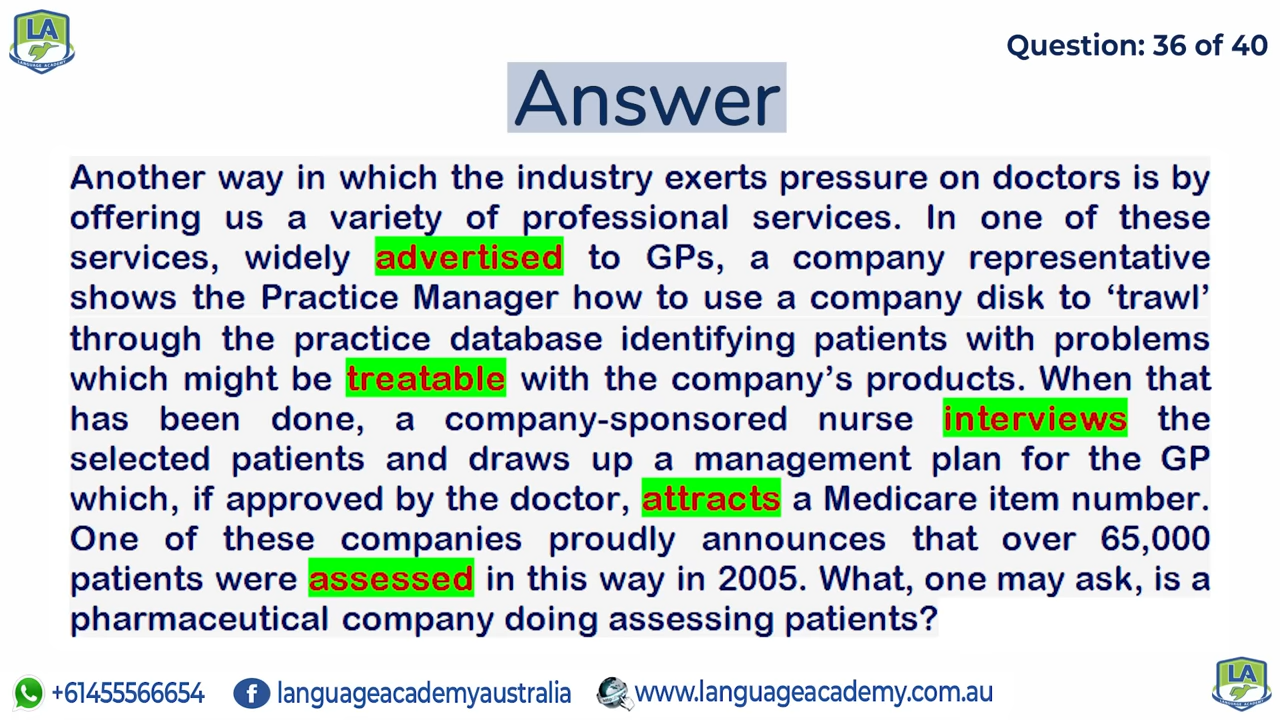 LA
LANGUAGE ACADEMY
Question: 36 of 40
Answer
Another way in which the industry exerts pressure on doctors is by
offering us a variety of professional services. In one of these
services, widely advertised to GPs, a company representative
shows the Practice Manager how to use a company disk to ‘trawl’
through the practice database identifying patients with problems
which might be treatable with the company’s products. When that
has been done, a company-sponsored nurse interviews the
selected patients and draws up a management plan for the GP
which, if approved by the doctor, attracts a Medicare item number.
One of these companies proudly announces that over 65,000
patients were assessed in this way in 2005. What, one may ask, is a
pharmaceutical company doing assessing patients?
+61455566654
languageacademyaustralia
www.languageacademy.com.au
LA
LANGUAGE ACADEMY